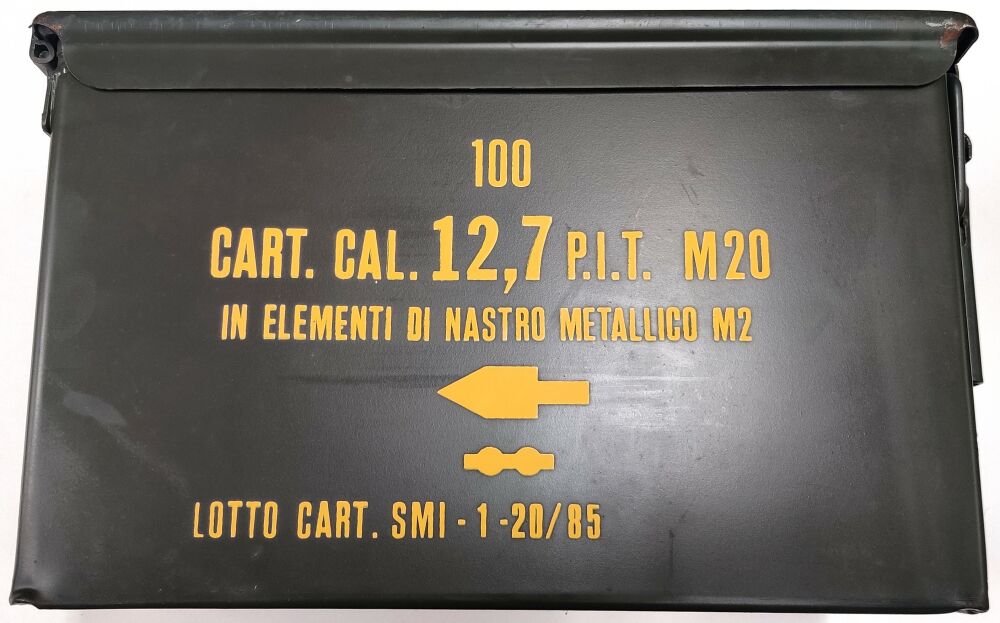 100
CART. CAL. 12,7 P.I.T. M20
IN ELEMENTI DI NASTRO METALLICO M2
LOTTO CART. SMI - 1 - 20/85